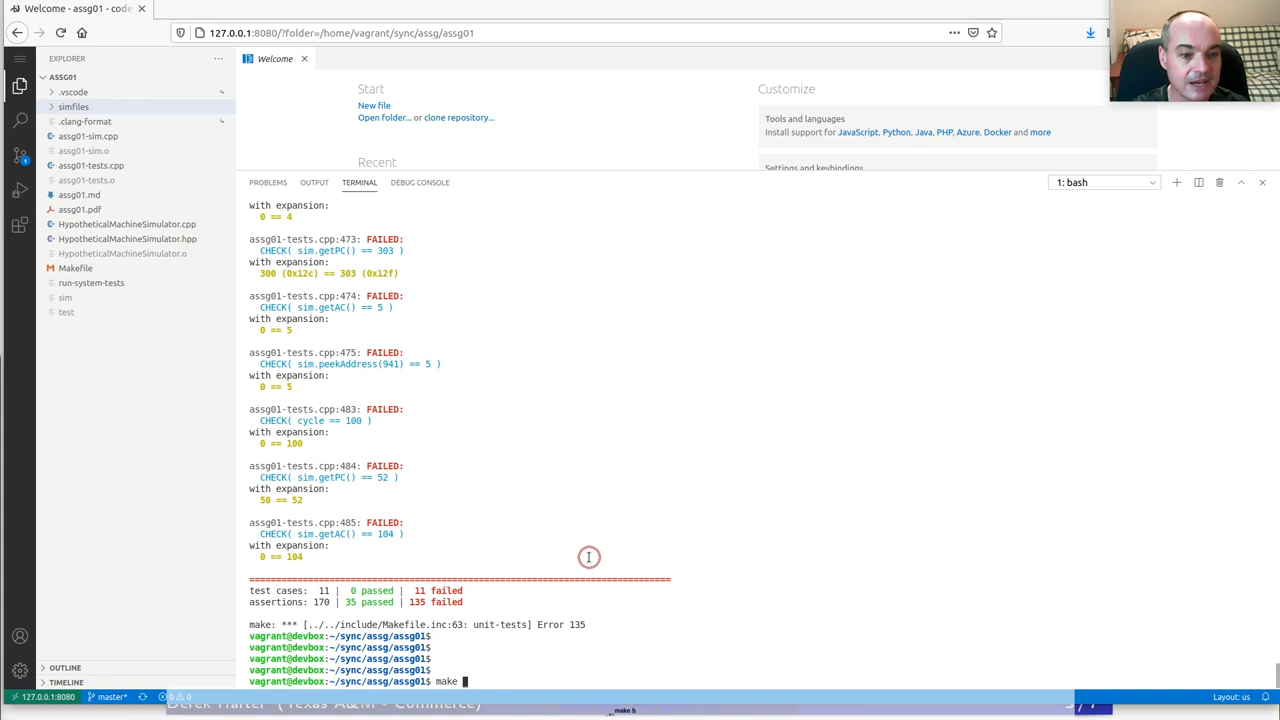 Welcome - assg01 - code
127.0.0.1:8080/?folder=/home/vagrant/sync/assg/assg01
EXPLORER
ASSG01
.vscode
simfiles
.clang-format
assg01-sim.cpp
assg01-sim.o
assg01-tests.cpp
assg01-tests.o
assg01.md
assg01.pdf
HypotheticalMachineSimulator.cpp
HypotheticalMachineSimulator.hpp
HypotheticalMachineSimulator.o
Makefile
run-system-tests
sim
test
OUTLINE
TIMELINE
Welcome
Start
New file
Open folder... or clone repository...
Recent
Customize
Tools and languages
Install support for JavaScript, Python, Java, PHP, Azure, Docker and more
Settings and keybindings
PROBLEMS OUTPUT TERMINAL DEBUG CONSOLE 1: bash
with expansion:
0 == 4
assg01-tests.cpp:473: FAILED:
CHECK( sim.getPC() == 303 )
with expansion:
300 (0x12c) == 303 (0x12f)
assg01-tests.cpp:474: FAILED:
CHECK( sim.getAC() == 5 )
with expansion:
0 == 5
assg01-tests.cpp:475: FAILED:
CHECK( sim.peekAddress(941) == 5 )
with expansion:
0 == 5
assg01-tests.cpp:483: FAILED:
CHECK( cycle == 100 )
with expansion:
0 == 100
assg01-tests.cpp:484: FAILED:
CHECK( sim.getPC() == 52 )
with expansion:
50 == 52
assg01-tests.cpp:485: FAILED:
CHECK( sim.getAC() == 104 )
with expansion:
0 == 104
===============================================================================
test cases: 11 | 0 passed | 11 failed
assertions: 170 | 35 passed | 135 failed
make: *** [../../include/Makefile.inc:63: unit-tests] Error 135
vagrant@devbox:~/sync/assg/assg01$
vagrant@devbox:~/sync/assg/assg01$
vagrant@devbox:~/sync/assg/assg01$
vagrant@devbox:~/sync/assg/assg01$
vagrant@devbox:~/sync/assg/assg01$ make
127.0.0.1:8080 master* 0 0 Layout: us
make h